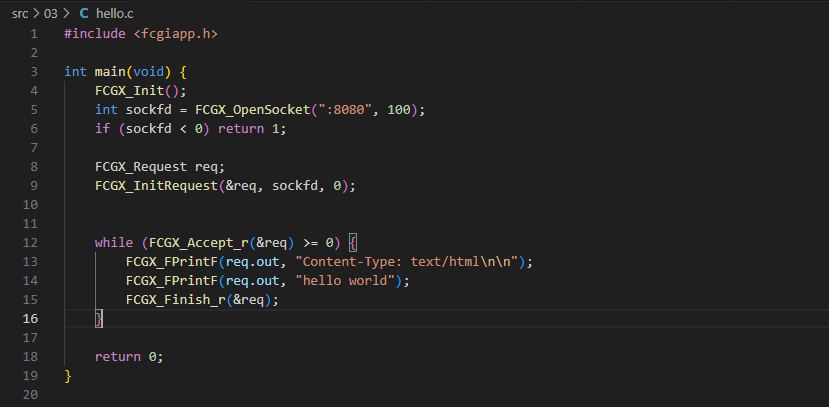 src > 03 > C hello.c
1 #include <fcgiapp.h>
2
3 int main(void) {
4     FCGX_Init();
5     int sockfd = FCGX_OpenSocket(":8080", 100);
6     if (sockfd < 0) return 1;
7
8     FCGX_Request req;
9     FCGX_InitRequest(&req, sockfd, 0);
10
11
12     while (FCGX_Accept_r(&req) >= 0) {
13         FCGX_FPrintF(req.out, "Content-Type: text/html\n\n");
14         FCGX_FPrintF(req.out, "hello world");
15         FCGX_Finish_r(&req);
16     }
17
18     return 0;
19 }
20